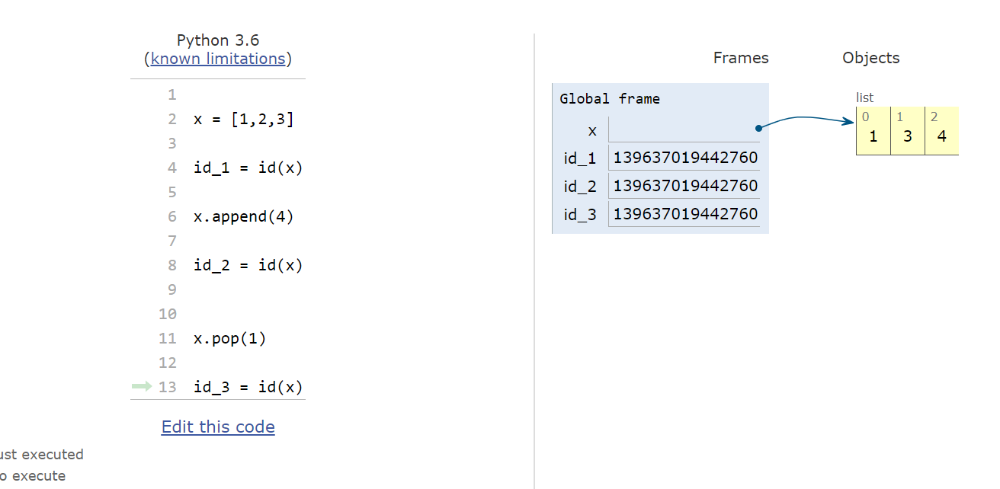 Python 3.6
(known limitations)
1
2 x = [1,2,3]
3
4 id_1 = id(x)
5
6 x.append(4)
7
8 id_2 = id(x)
9
10
11 x.pop(1)
12
13 id_3 = id(x)
Edit this code
ust executed
o execute
Frames Objects
Global frame
x
id_1 139637019442760
id_2 139637019442760
id_3 139637019442760
list
0 1 2
1 3 4